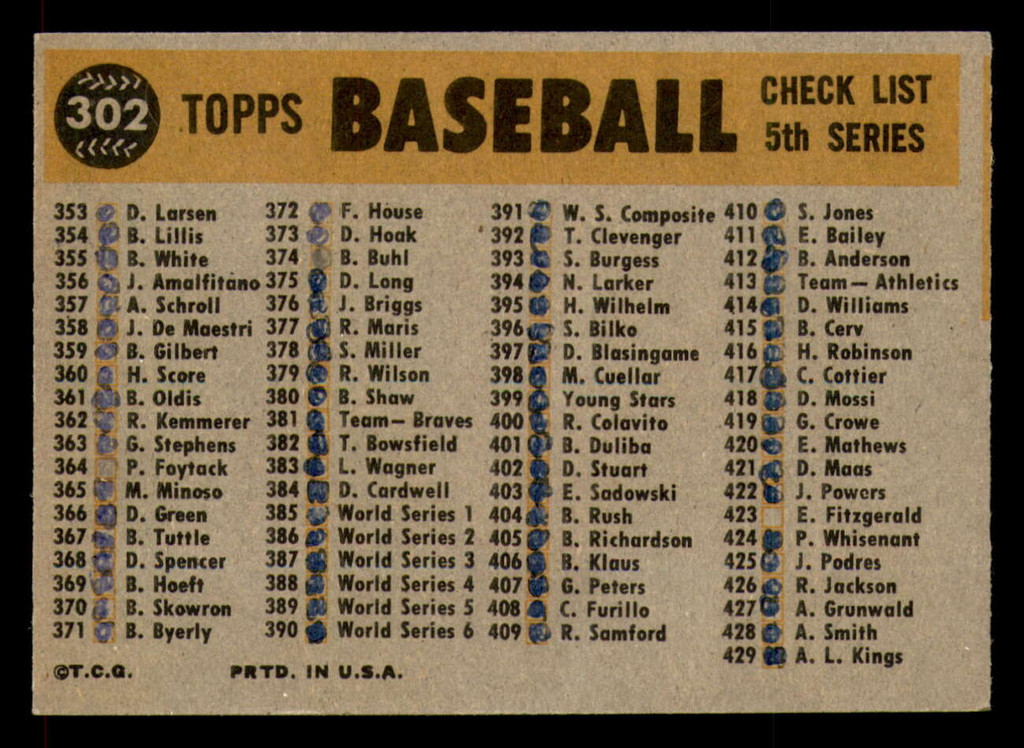 302 TOPPS BASEBALL CHECK LIST
5th SERIES
353 D. Larsen
354 B. Lillis
355 B. White
356 J. Amalfitano
357 A. Schroll
358 J. De Maestri
359 B. Gilbert
360 H. Score
361 B. Oldis
362 R. Kemmerer
363 G. Stephens
364 P. Foytack
365 M. Minoso
366 D. Green
367 B. Tuttle
368 D. Spencer
369 B. Hoeft
370 B. Skowron
371 B. Byerly
372 F. House
373 D. Hoak
374 B. Buhl
375 D. Long
376 J. Briggs
377 R. Maris
378 S. Miller
379 R. Wilson
380 B. Shaw
381 Team— Braves
382 T. Bowsfield
383 L. Wagner
384 D. Cardwell
385 World Series 1
386 World Series 2
387 World Series 3
388 World Series 4
389 World Series 5
390 World Series 6
391 W. S. Composite
392 T. Clevenger
393 S. Burgess
394 N. Larker
395 H. Wilhelm
396 S. Bilko
397 D. Blasingame
398 M. Cuellar
399 Young Stars
400 R. Colavito
401 B. Duliba
402 D. Stuart
403 E. Sadowski
404 B. Rush
405 B. Richardson
406 B. Klaus
407 G. Peters
408 C. Furillo
409 R. Samford
410 S. Jones
411 E. Bailey
412 B. Anderson
413 Team— Athletics
414 D. Williams
415 B. Cerv
416 H. Robinson
417 C. Cottier
418 D. Mossi
419 G. Crowe
420 E. Mathews
421 D. Maas
422 J. Powers
423 E. Fitzgerald
424 P. Whisenant
425 J. Podres
426 R. Jackson
427 A. Grunwald
428 A. Smith
429 A. L. Kings
©T.C.G. PRTD. IN U.S.A.